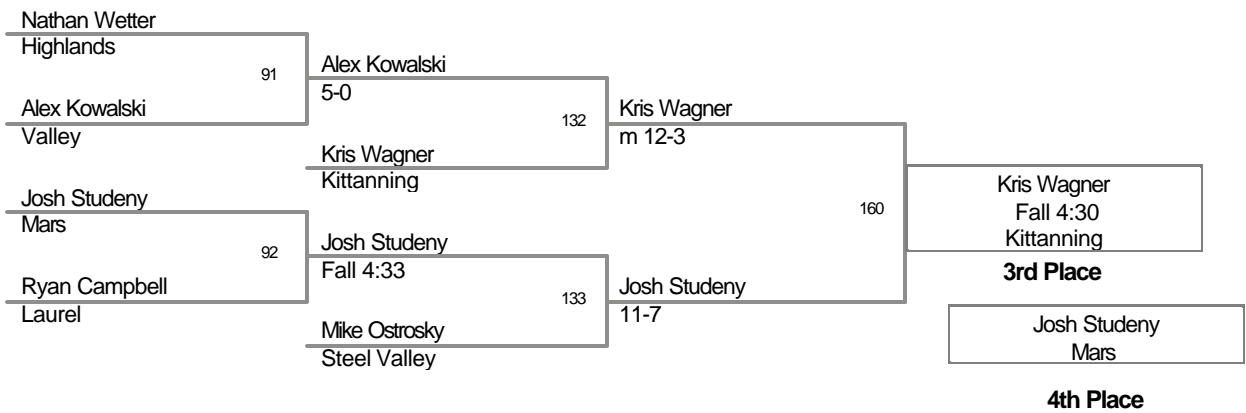 Nathan Wetter
Highlands
91
Alex Kowalski
5-0
Alex Kowalski
Valley
132
Kris Wagner
m 12-3
Kris Wagner
Kittanning
Josh Studeny
Mars
160
Kris Wagner
Fall 4:30
Kittanning
3rd Place
92
Josh Studeny
Fall 4:33
Ryan Campbell
Laurel
133
Josh Studeny
11-7
Mike Ostrosky
Steel Valley
Josh Studeny
Mars
4th Place